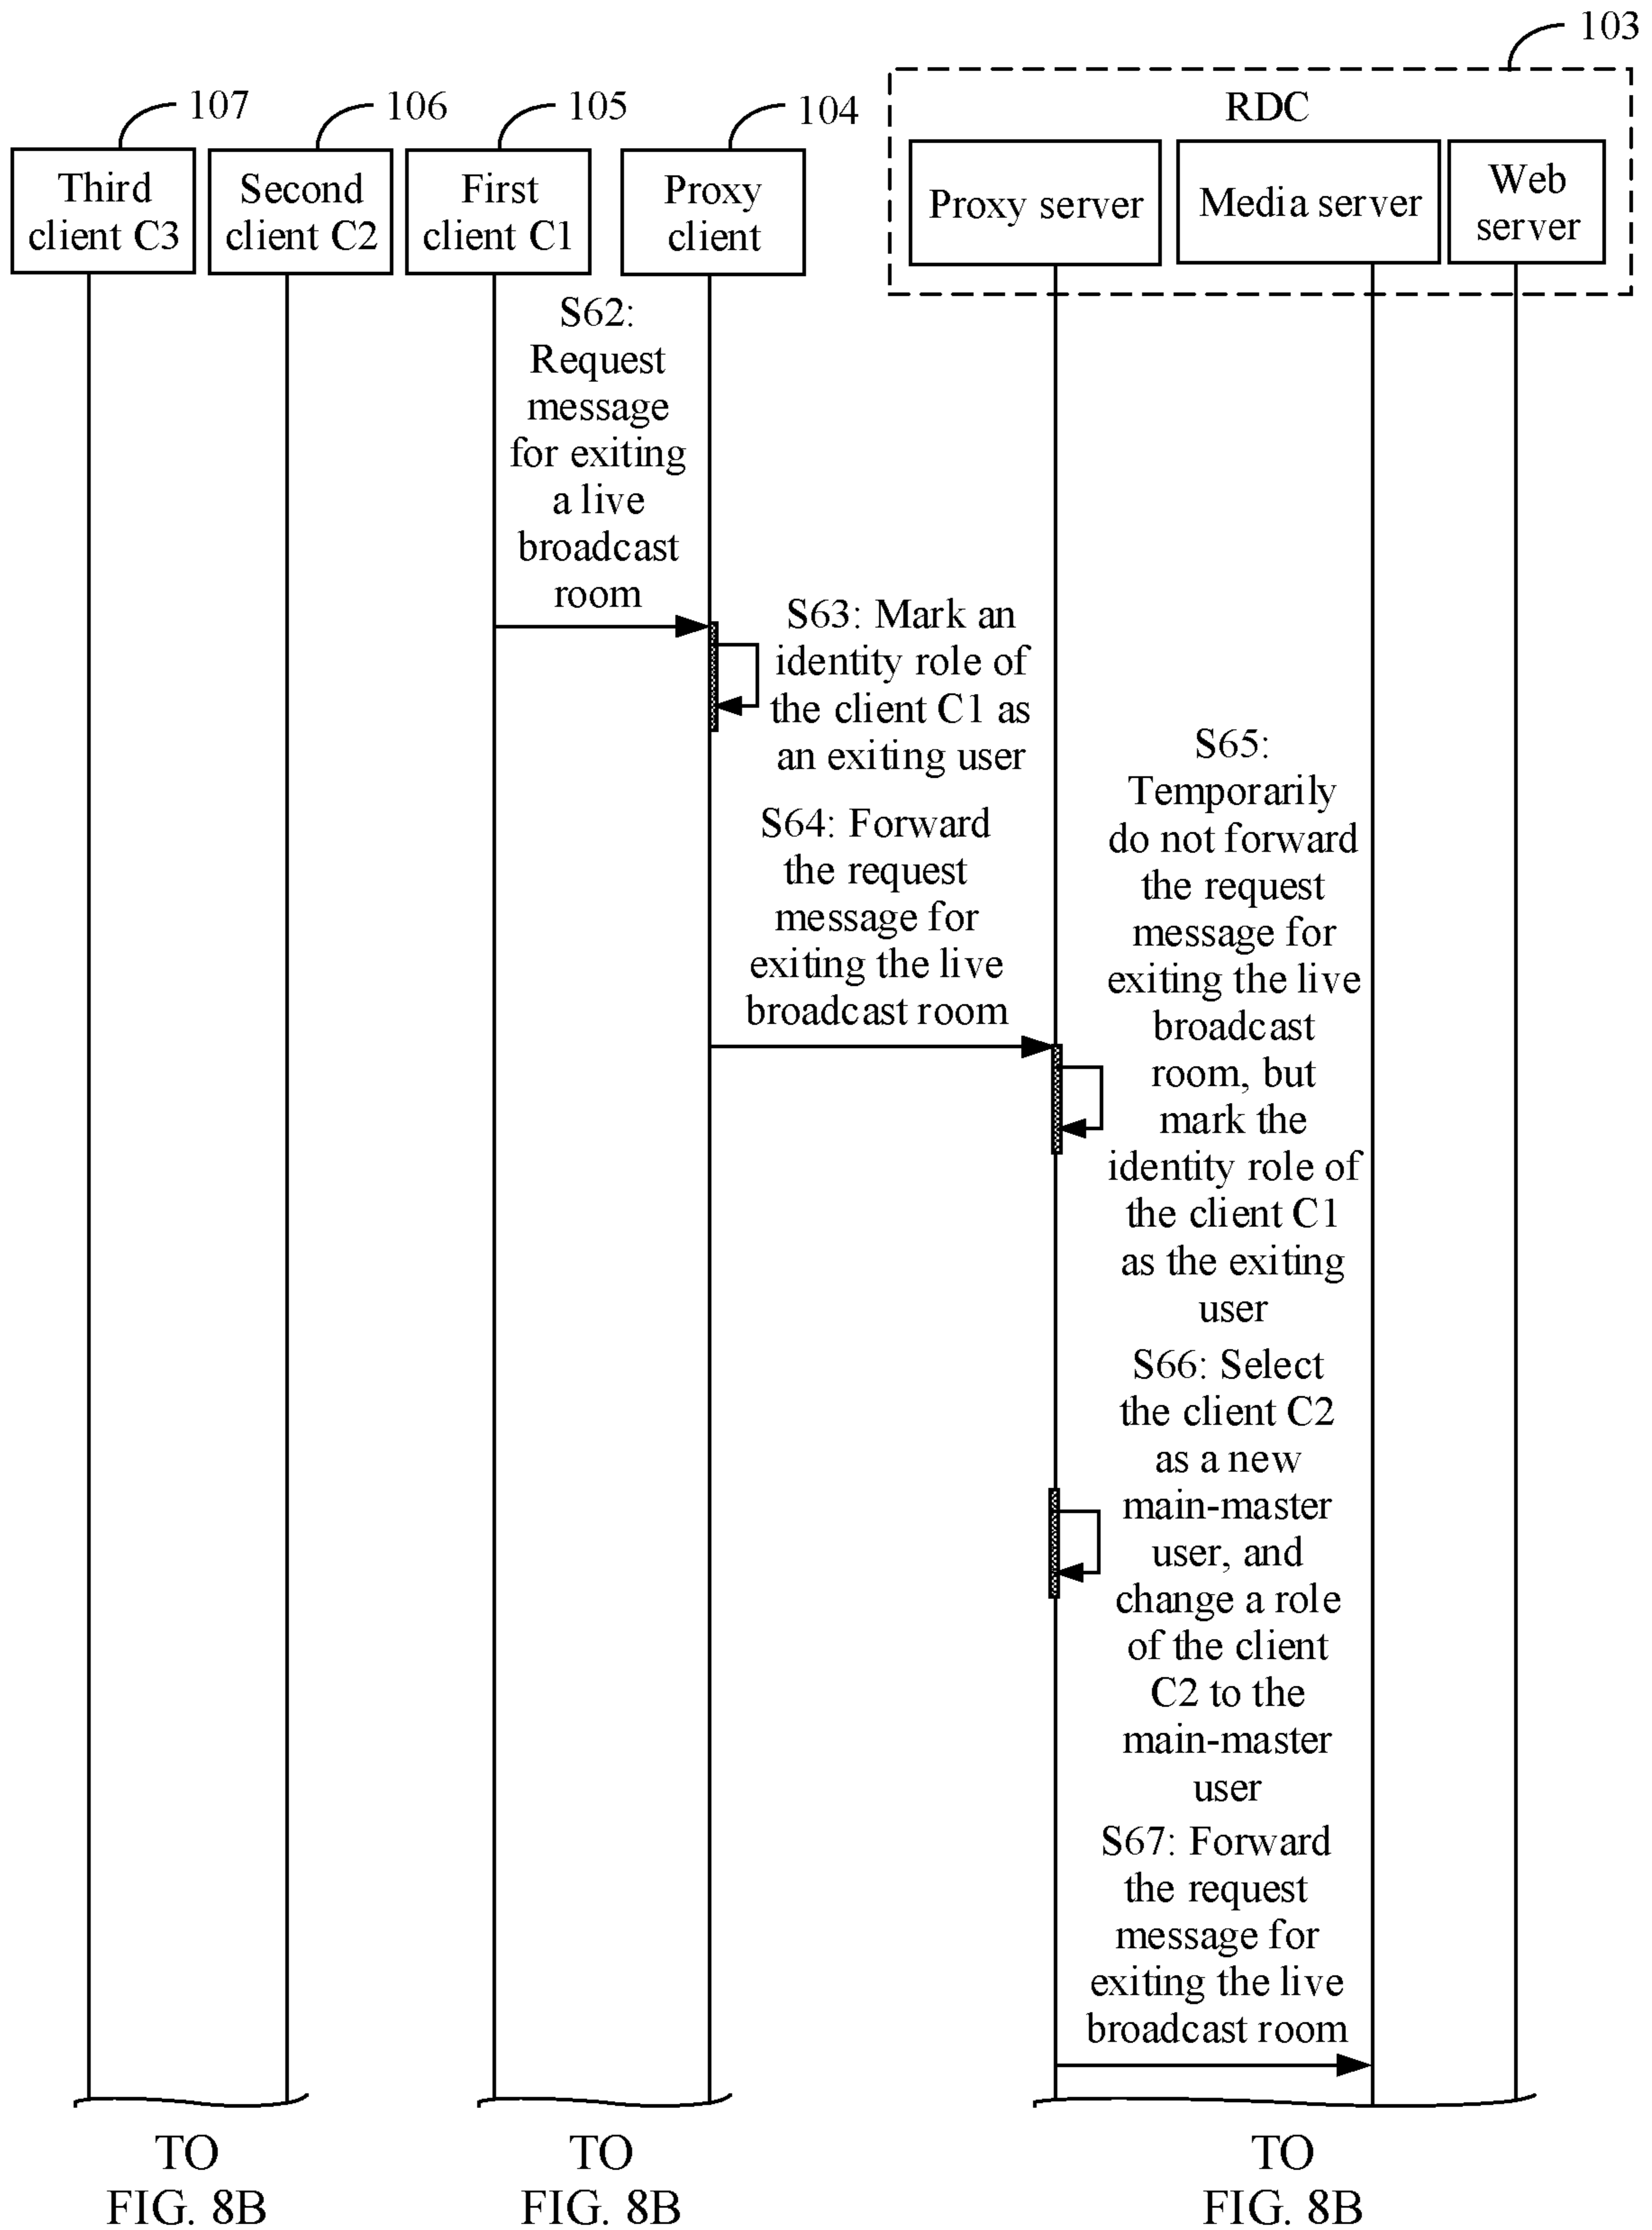 103
107
106
105
104
RDC
Third
client C3
Second
client C2
First
client C1
Proxy
client
Proxy server
Media server
Web
server
S62:
Request
message
for exiting
a live
broadcast
room
S63: Mark an
identity role of
the client C1 as
an exiting user
S64: Forward
the request
message for
exiting the live
broadcast room
S65:
Temporarily
do not forward
the request
message for
exiting the live
broadcast
room, but
mark the
identity role of
the client C1
as the exiting
user
S66: Select
the client C2
as a new
main-master
user, and
change a role
of the client
C2 to the
main-master
user
S67: Forward
the request
message for
exiting the live
broadcast room
TO
FIG. 8B
TO
FIG. 8B
TO
FIG. 8B